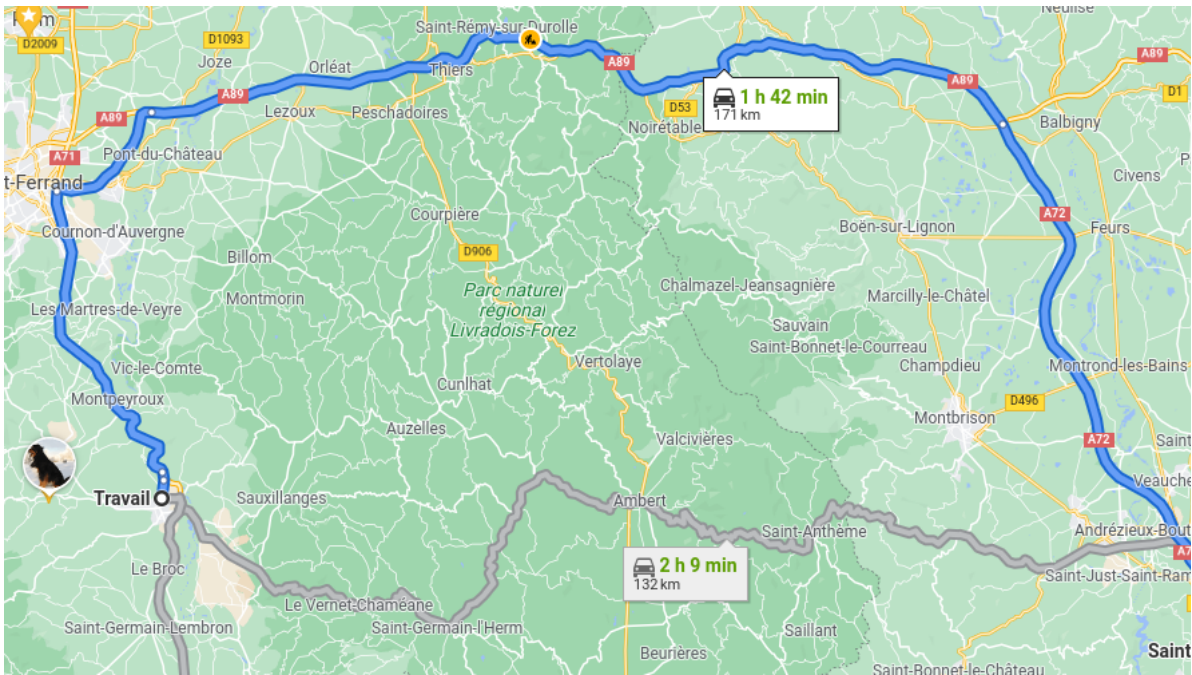 Neulise
Riom
Saint-Rémy-sur-Durolle
D2009
D1093
A89
Joze
Orléat
Thiers
A89
A89
D1
A89
D53
1 h 42 min
171 km
Lezoux
Peschadoires
A89
Noirétable
Balbigny
A71
Pont-du-Château
t-Ferrand
Civens
Courpière
A72
Boën-sur-Lignon
Feurs
Cournon-d'Auvergne
Billom
D906
Parc naturel
régional
Livradois-Forez
Chalmazel-Jeansagnière
Marcilly-le-Châtel
Montmorin
Les Martres-de-Veyre
Sauvain
Saint-Bonnet-le-Courreau
Vertolaye
Champdieu
Montrond-les-Bains
Vic-le-Comte
Cunlhat
Montpeyroux
D496
Montbrison
Auzelles
Valcivières
A72
Saint
Veauche
Travail
Sauxillanges
Ambert
Saint-Anthème
Andrézieux-Bout
A7
2 h 9 min
132 km
Le Broc
Saint-Just-Saint-Ram
Le Vernet-Chaméane
Saint-Germain-Lembron
Saint-Germain-l'Herm
Saillant
Beurières
Saint
Saint-Bonnet-le-Château